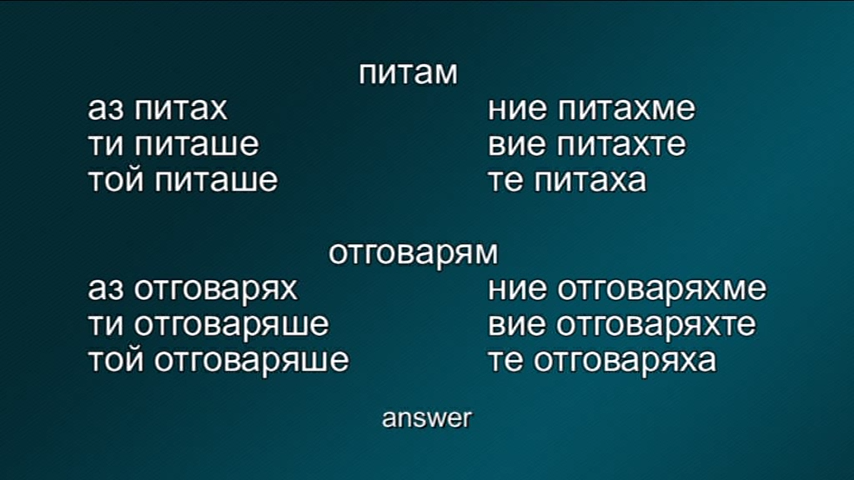 питам
аз питах ние питахме
ти питаше вие питахте
той питаше те питаха
отговарям
аз отговарях ние отговаряхме
ти отговаряше вие отговаряхте
той отговаряше те отговаряха
answer